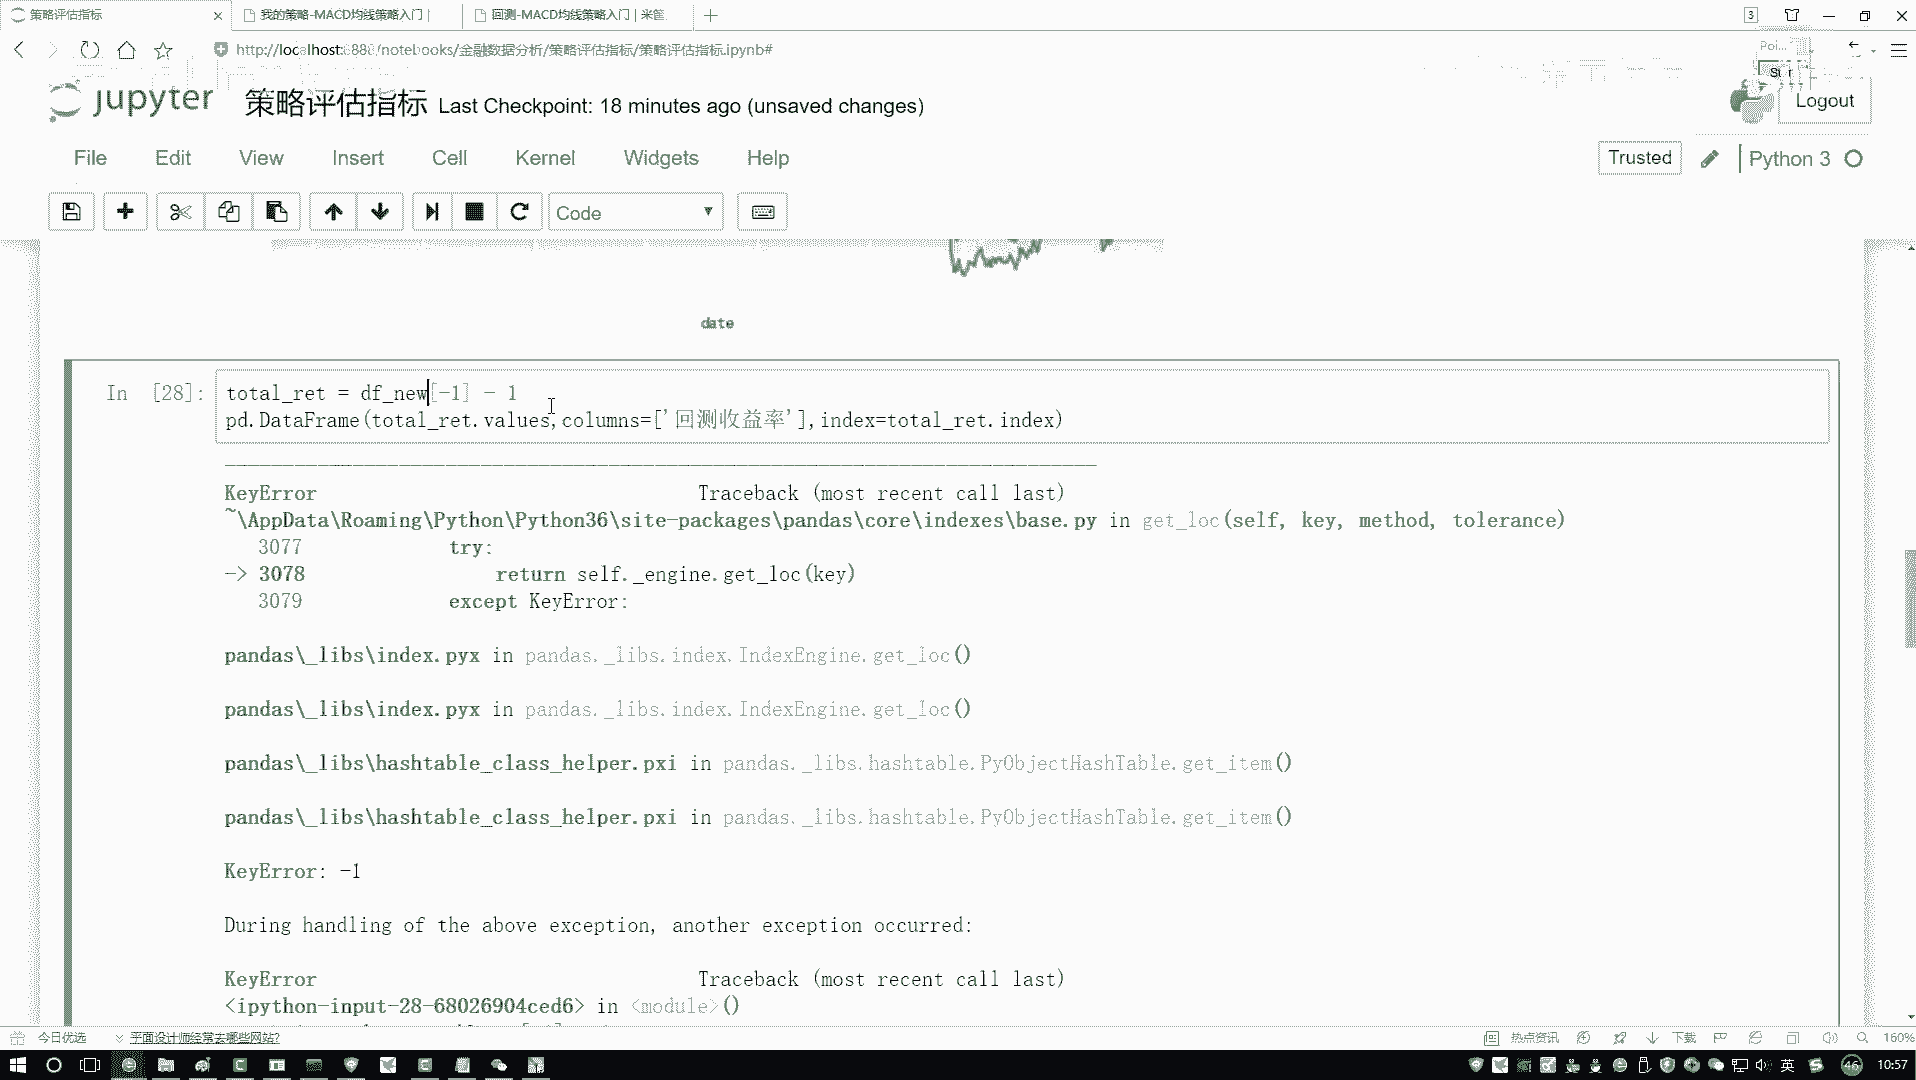 策略评估指标
我的策略-MACD均线策略入门
回测-MACD均线策略入门 | 米筐
3
http://localhost:888/notebooks/金融数据分析/策略评估指标/策略评估指标.ipynb#
Poi...
jupyter 策略评估指标 Last Checkpoint: 18 minutes ago (unsaved changes)
Logout
File Edit View Insert Cell Kernel Widgets Help
Trusted Python 3
Code
date
In [28]: total_ret = df_new[-1] - 1
pd.DataFrame(total_ret.values,columns=['回测收益率'],index=total_ret.index)
KeyError Traceback (most recent call last)
~\AppData\Roaming\Python\Python36\site-packages\pandas\core\indexes\base.py in get_loc(self, key, method, tolerance)
3077 try:
-> 3078 return self._engine.get_loc(key)
3079 except KeyError:
pandas\_libs\index.pyx in pandas._libs.index.IndexEngine.get_loc()
pandas\_libs\index.pyx in pandas._libs.index.IndexEngine.get_loc()
pandas\_libs\hashtable_class_helper.pxi in pandas._libs.hashtable.PyObjectHashTable.get_item()
pandas\_libs\hashtable_class_helper.pxi in pandas._libs.hashtable.PyObjectHashTable.get_item()
KeyError: -1
During handling of the above exception, another exception occurred:
KeyError Traceback (most recent call last)
<ipython-input-28-68026904ced6> in <module>()
今日优选 平面设计师经常去哪些网站? 热点资讯 下载 160%
英 46 10:57